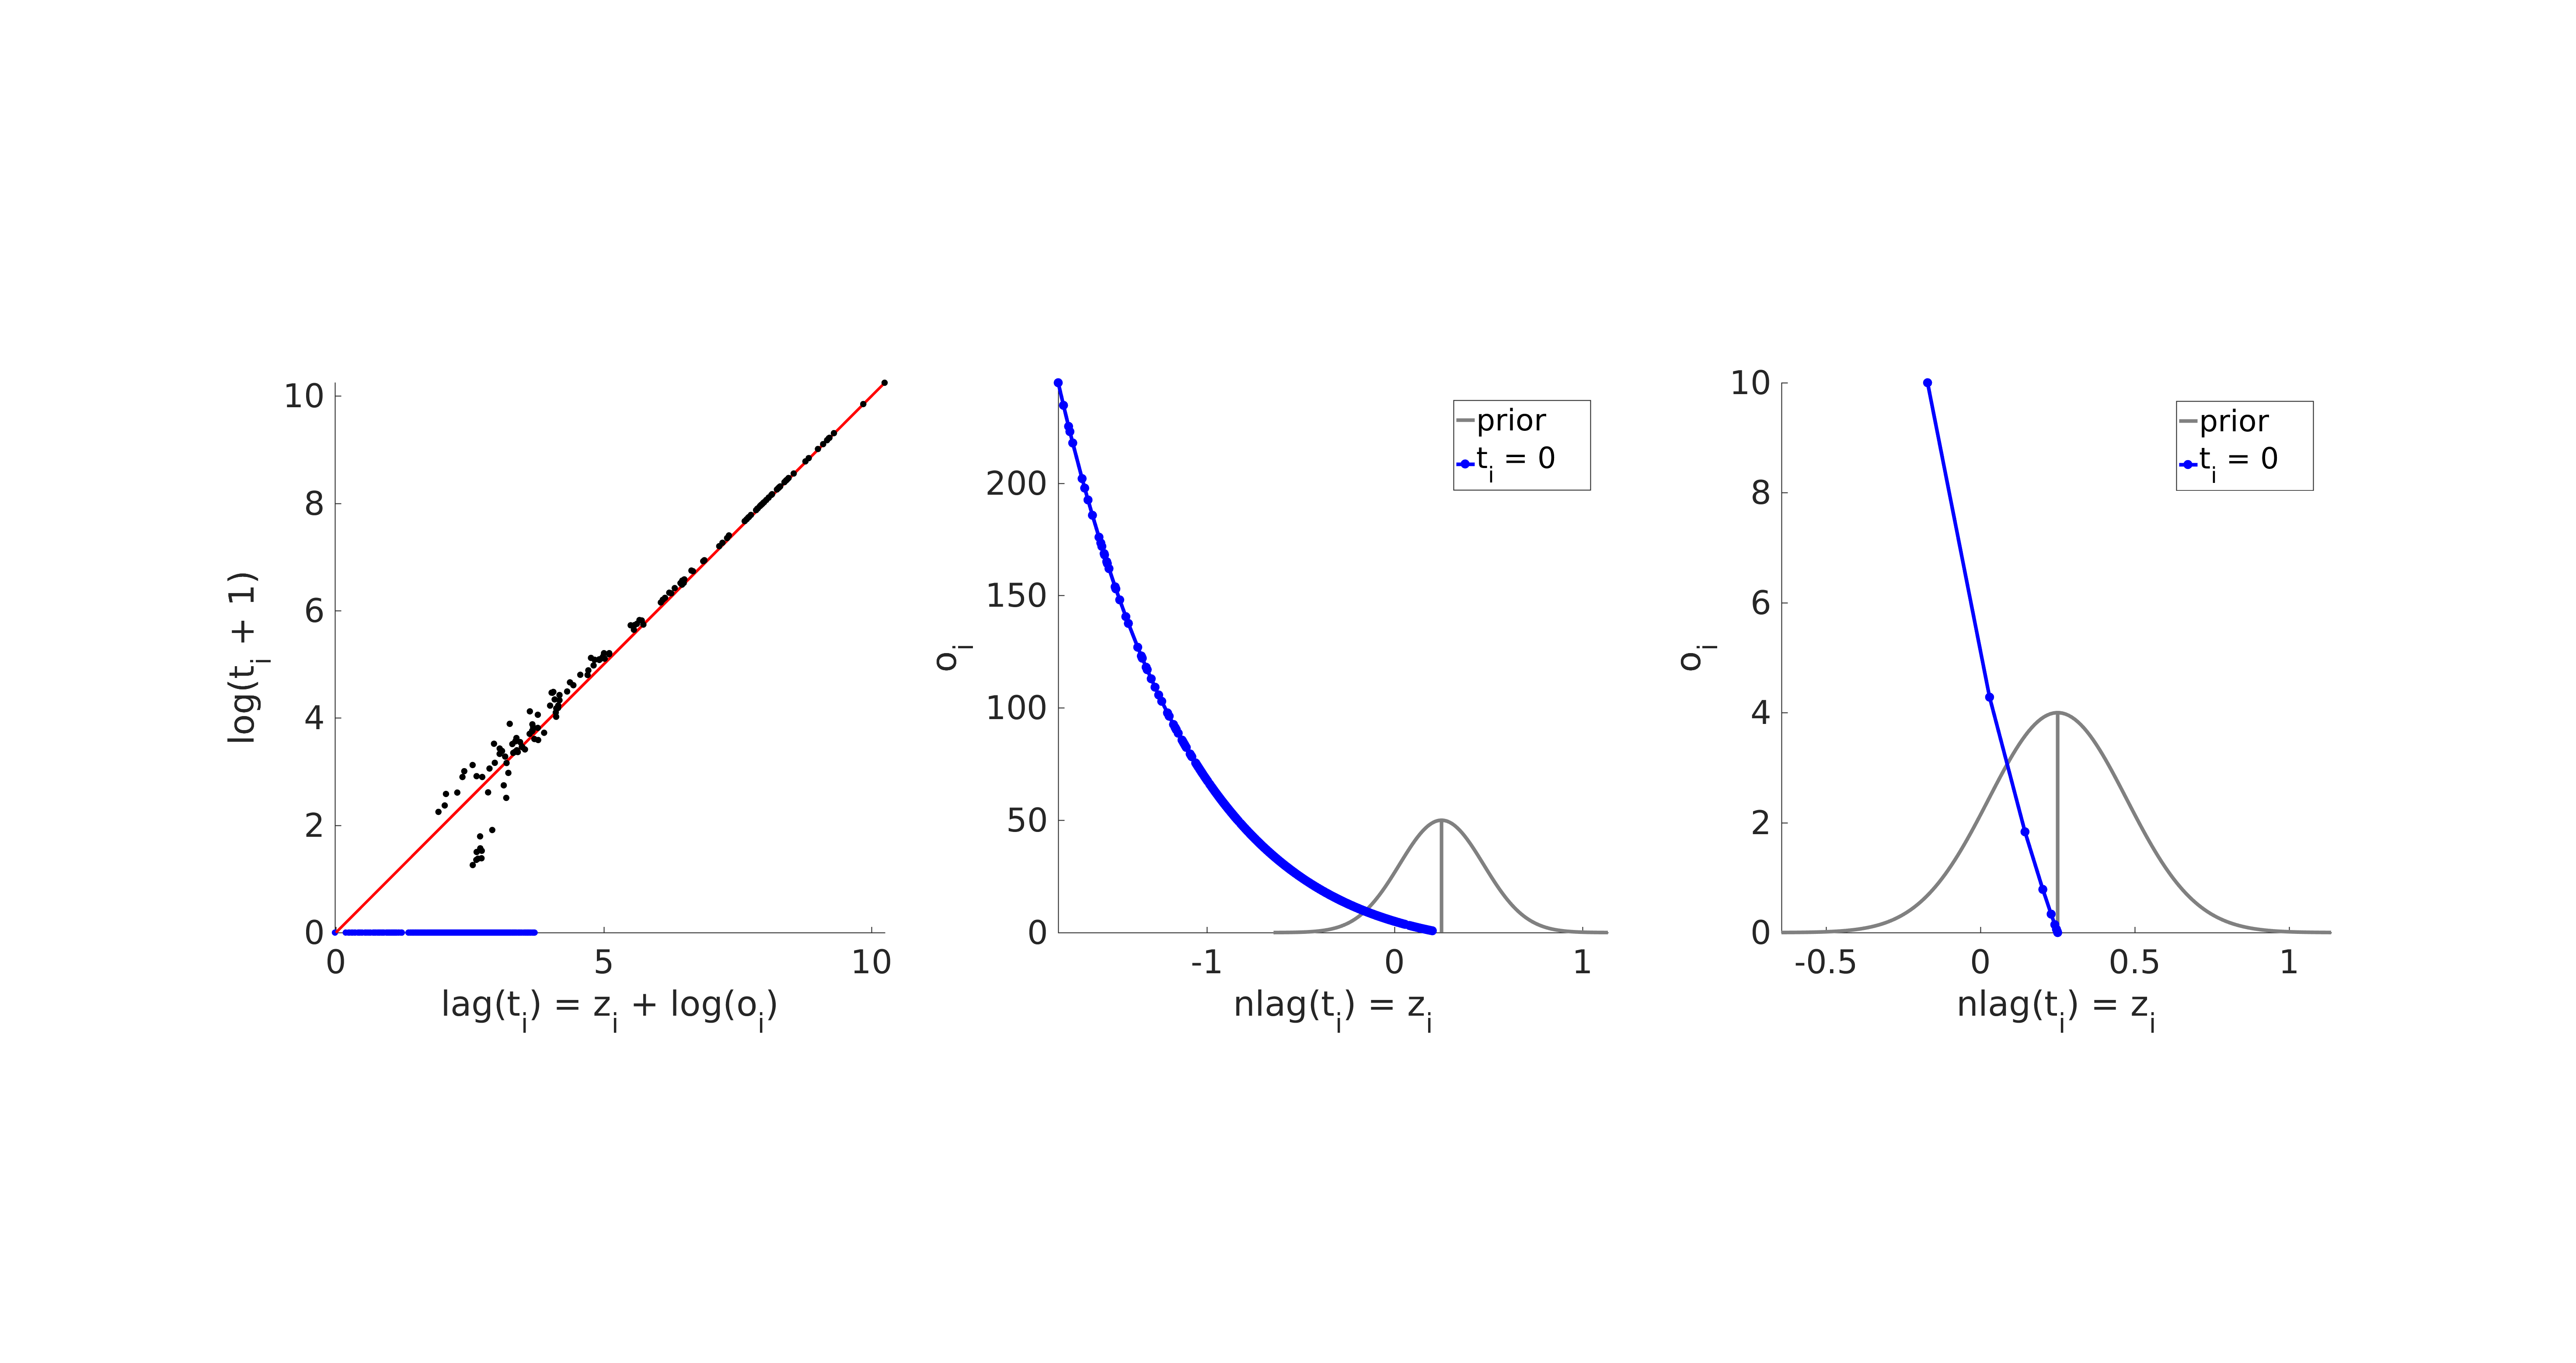 10
8
6
4
2
0
0 5 10
log(t_i + 1)
lag(t_i) = z_i + log(o_i)
200
150
100
50
0
-1 0 1
o_i
nlag(t_i) = z_i
prior
t_i = 0
10
8
6
4
2
0
-0.5 0 0.5 1
o_i
nlag(t_i) = z_i
prior
t_i = 0